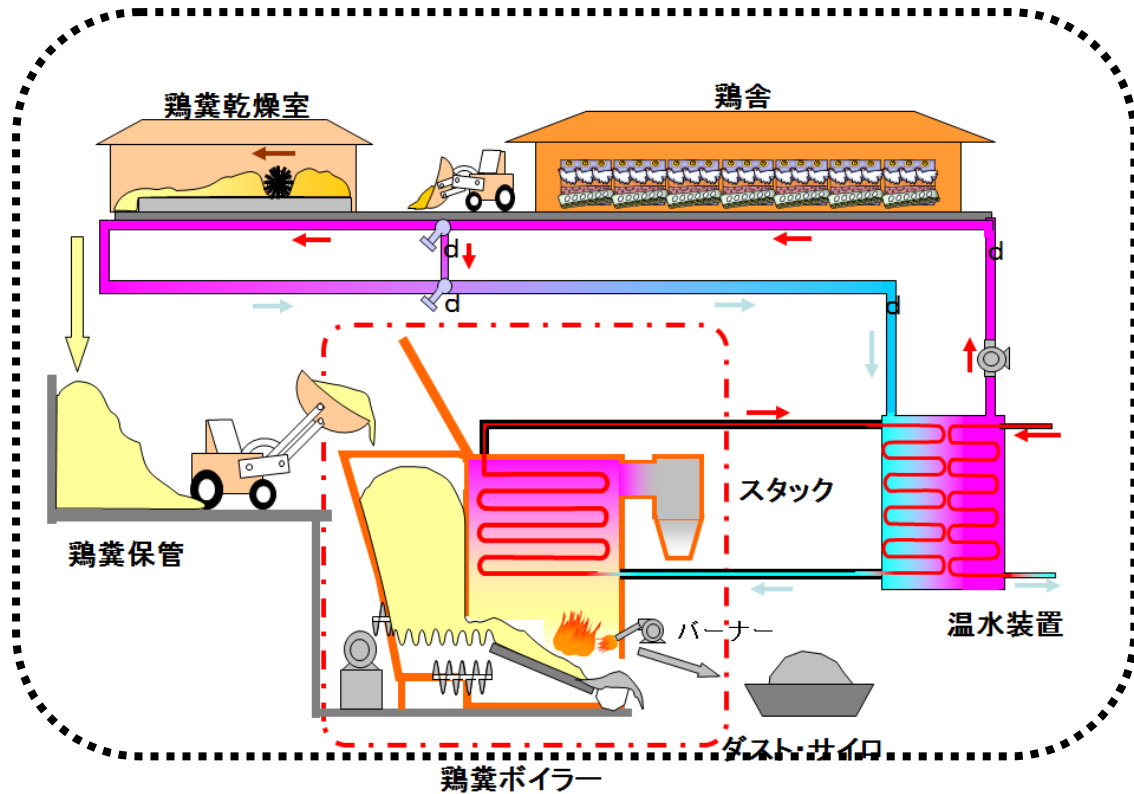 鶏糞乾燥室
鶏舎
d
d
d
d
スタック
鶏糞保管
温水装置
バーナー
ダスト・サイロ
鶏糞ボイラー